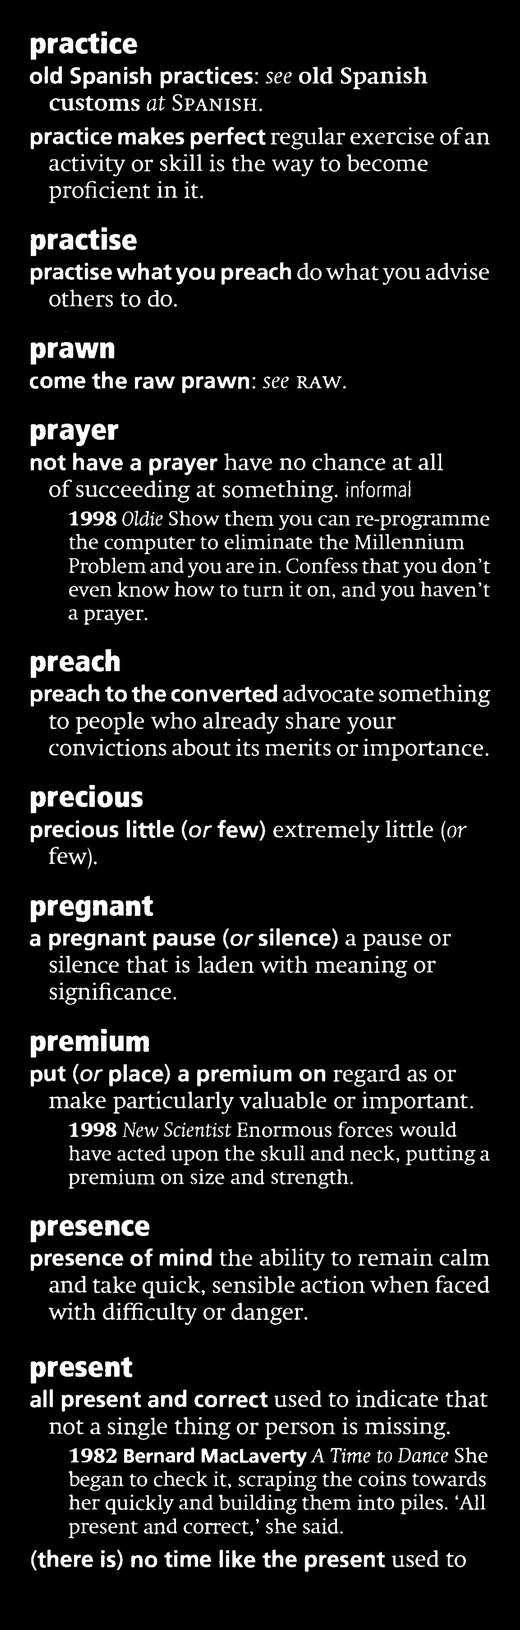 practice
old Spanish practices: see old Spanish
customs at SPANISH.
practice makes perfect regular exercise of an
activity or skill is the way to become
proficient in it.
practise
practise what you preach do what you advise
others to do.
prawn
come the raw prawn: see RAW.
prayer
not have a prayer have no chance at all
of succeeding at something. informal
1998 Oldie Show them you can re-programme
the computer to eliminate the Millennium
Problem and you are in. Confess that you don't
even know how to turn it on, and you haven't
a prayer.
preach
preach to the converted advocate something
to people who already share your
convictions about its merits or importance.
precious
precious little (or few) extremely little (or
few).
pregnant
a pregnant pause (or silence) a pause or
silence that is laden with meaning or
significance.
premium
put (or place) a premium on regard as or
make particularly valuable or important.
1998 New Scientist Enormous forces would
have acted upon the skull and neck, putting a
premium on size and strength.
presence
presence of mind the ability to remain calm
and take quick, sensible action when faced
with difficulty or danger.
present
all present and correct used to indicate that
not a single thing or person is missing.
1982 Bernard MacLaverty A Time to Dance She
began to check it, scraping the coins towards
her quickly and building them into piles. ‘All
present and correct,’ she said.
(there is) no time like the present used to